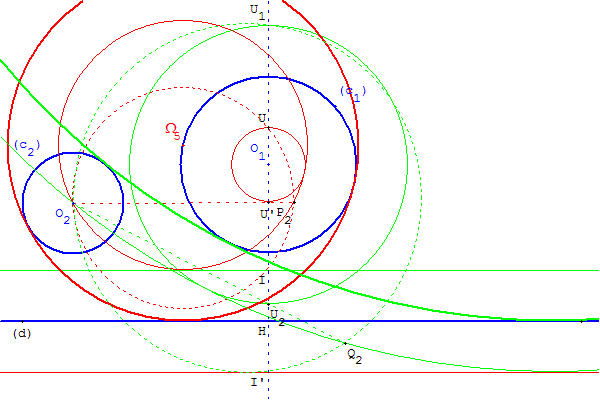 U1
(c1)
U
Ω5
(c2)
O1
O2
U'
P2
I
U2
H
(d)
Q2
I'